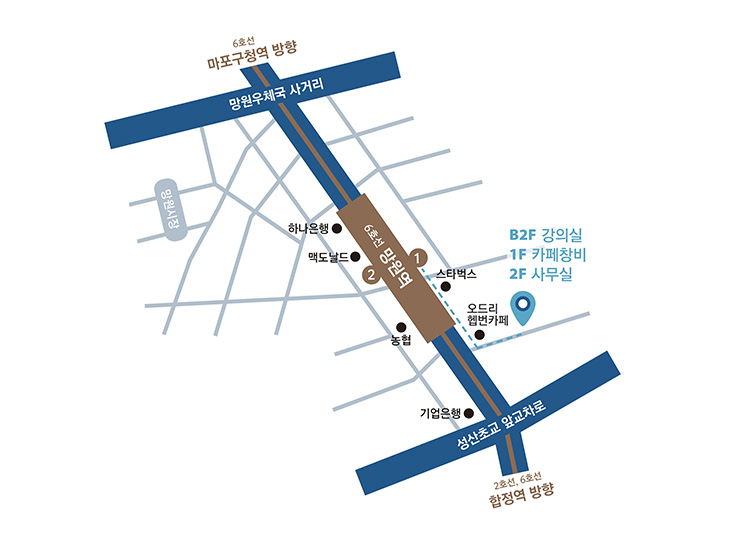 6호선
마포구청역 방향
망원우체국 사거리
망원시장
하나은행
맥도날드
6호선 망원역
1
2
스타벅스
B2F 강의실
1F 카페창비
2F 사무실
오드리
헵번카페
농협
기업은행
성산초교 앞교차로
2호선, 6호선
합정역 방향